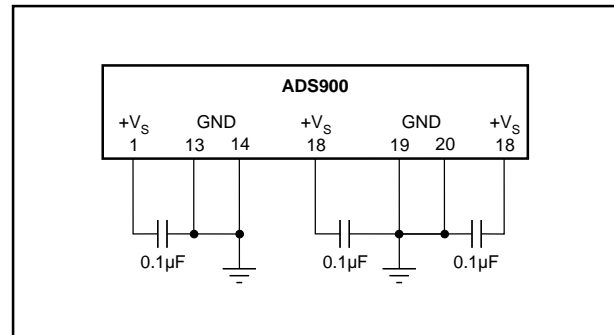 ADS900
+VS GND +VS GND +VS
1 13 14 18 19 20 18
0.1µF 0.1µF 0.1µF